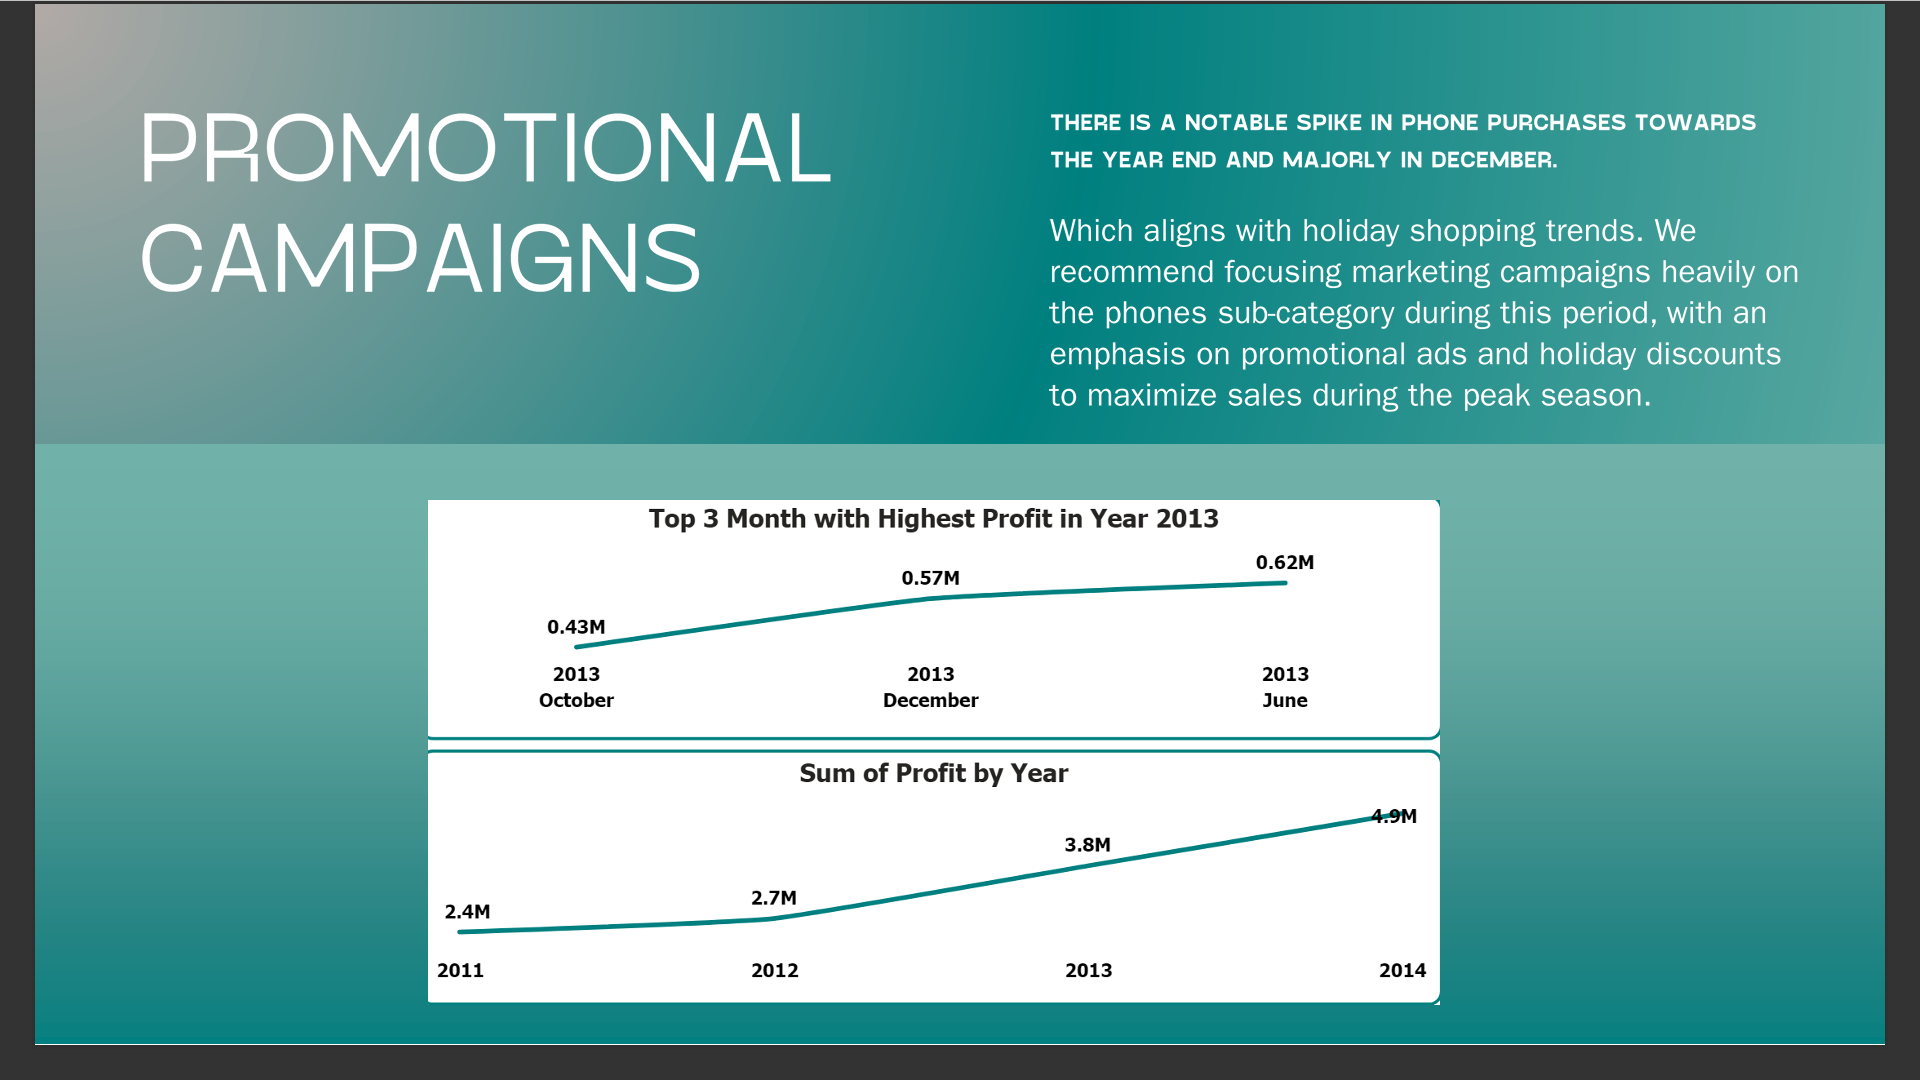 PROMOTIONAL
CAMPAIGNS
THERE IS A NOTABLE SPIKE IN PHONE PURCHASES TOWARDS
THE YEAR END AND MAJORLY IN DECEMBER.
Which aligns with holiday shopping trends. We
recommend focusing marketing campaigns heavily on
the phones sub-category during this period, with an
emphasis on promotional ads and holiday discounts
to maximize sales during the peak season.
Top 3 Month with Highest Profit in Year 2013
0.43M
0.57M
0.62M
2013 2013 2013
October December June
Sum of Profit by Year
2.4M
2.7M
3.8M
4.9M
2011 2012 2013 2014